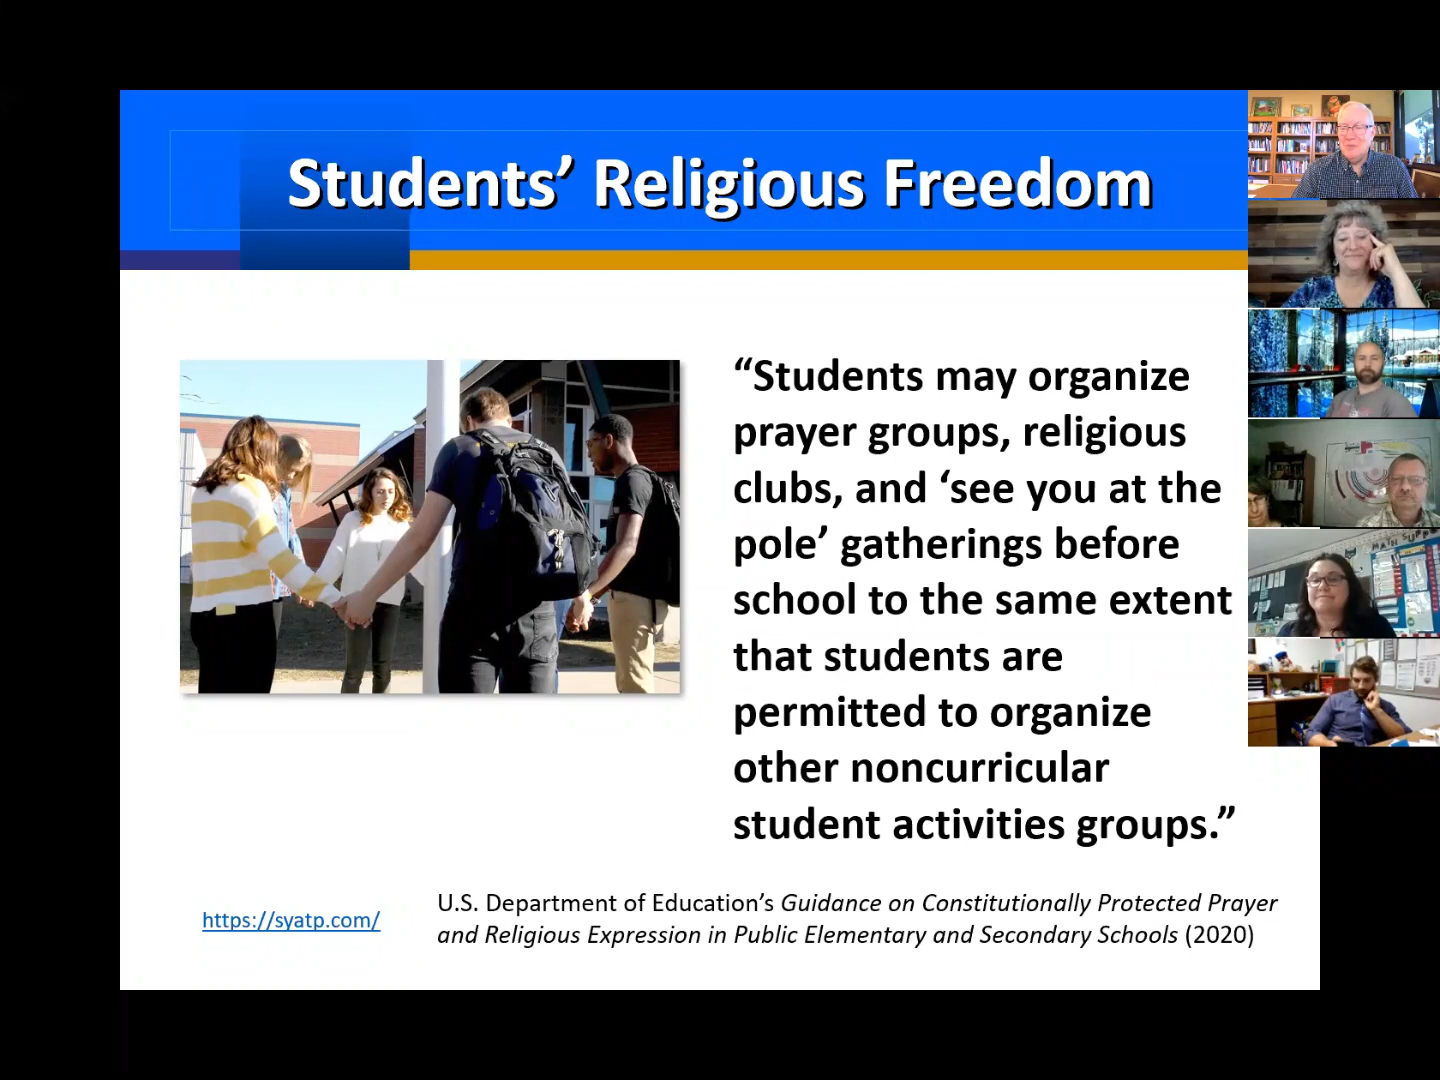 Students’ Religious Freedom
“Students may organize
prayer groups, religious
clubs, and ‘see you at the
pole’ gatherings before
school to the same extent
that students are
permitted to organize
other noncurricular
student activities groups.”
https://syatp.com/
U.S. Department of Education’s Guidance on Constitutionally Protected Prayer
and Religious Expression in Public Elementary and Secondary Schools (2020)